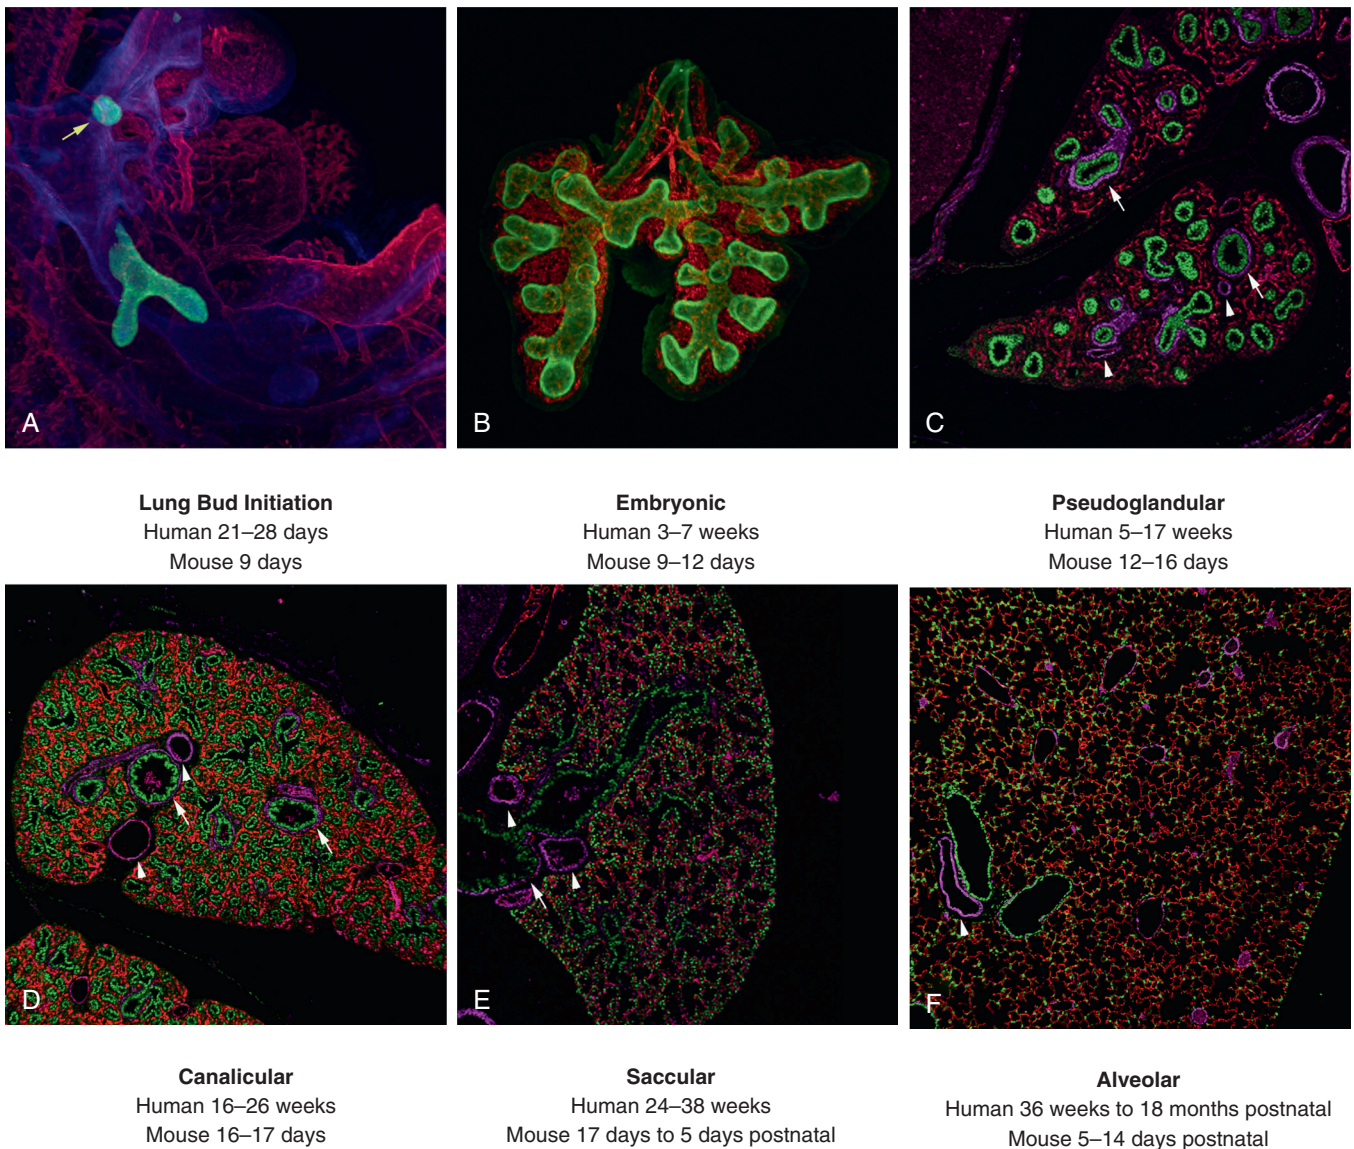 A
B
C
Lung Bud Initiation
Human 21–28 days
Mouse 9 days
Embryonic
Human 3–7 weeks
Mouse 9–12 days
Pseudoglandular
Human 5–17 weeks
Mouse 12–16 days
D
E
F
Canalicular
Human 16–26 weeks
Mouse 16–17 days
Saccular
Human 24–38 weeks
Mouse 17 days to 5 days postnatal
Alveolar
Human 36 weeks to 18 months postnatal
Mouse 5–14 days postnatal